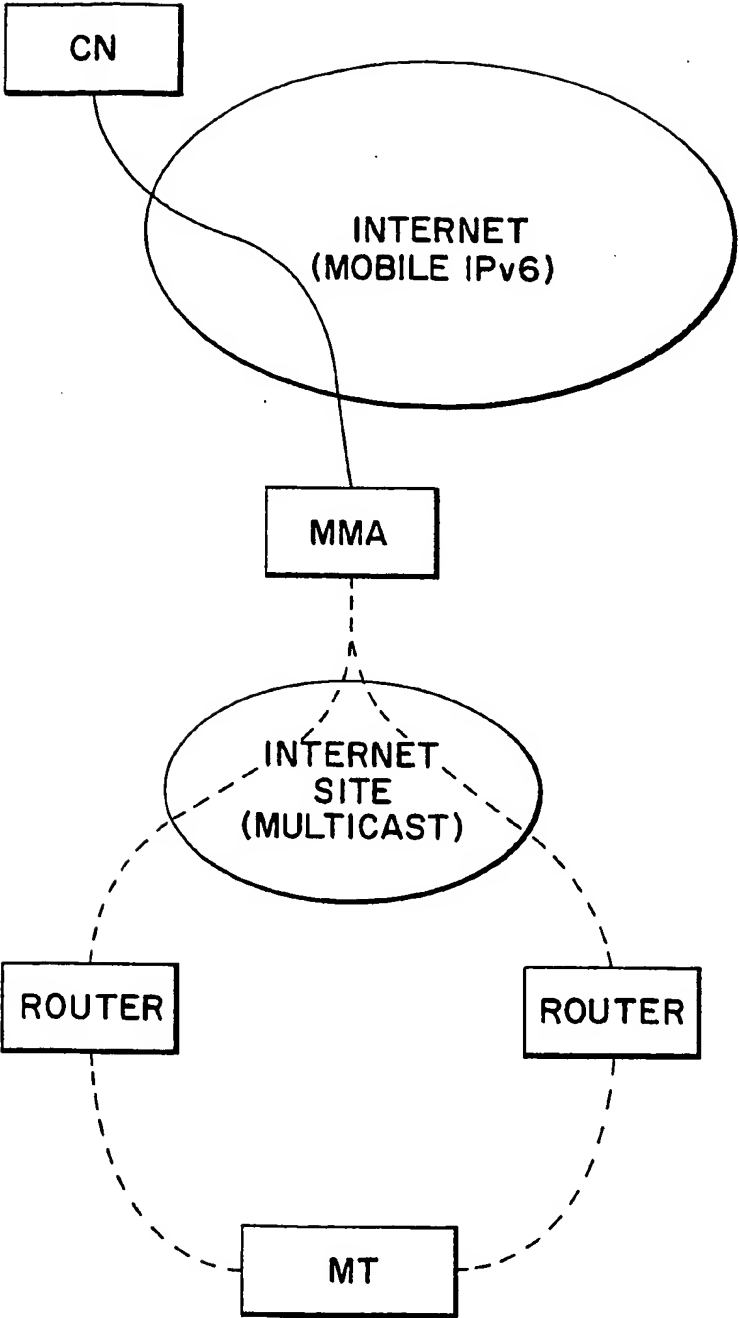 CN
INTERNET
(MOBILE IPv6)
MMA
INTERNET
SITE
(MULTICAST)
ROUTER
ROUTER
MT